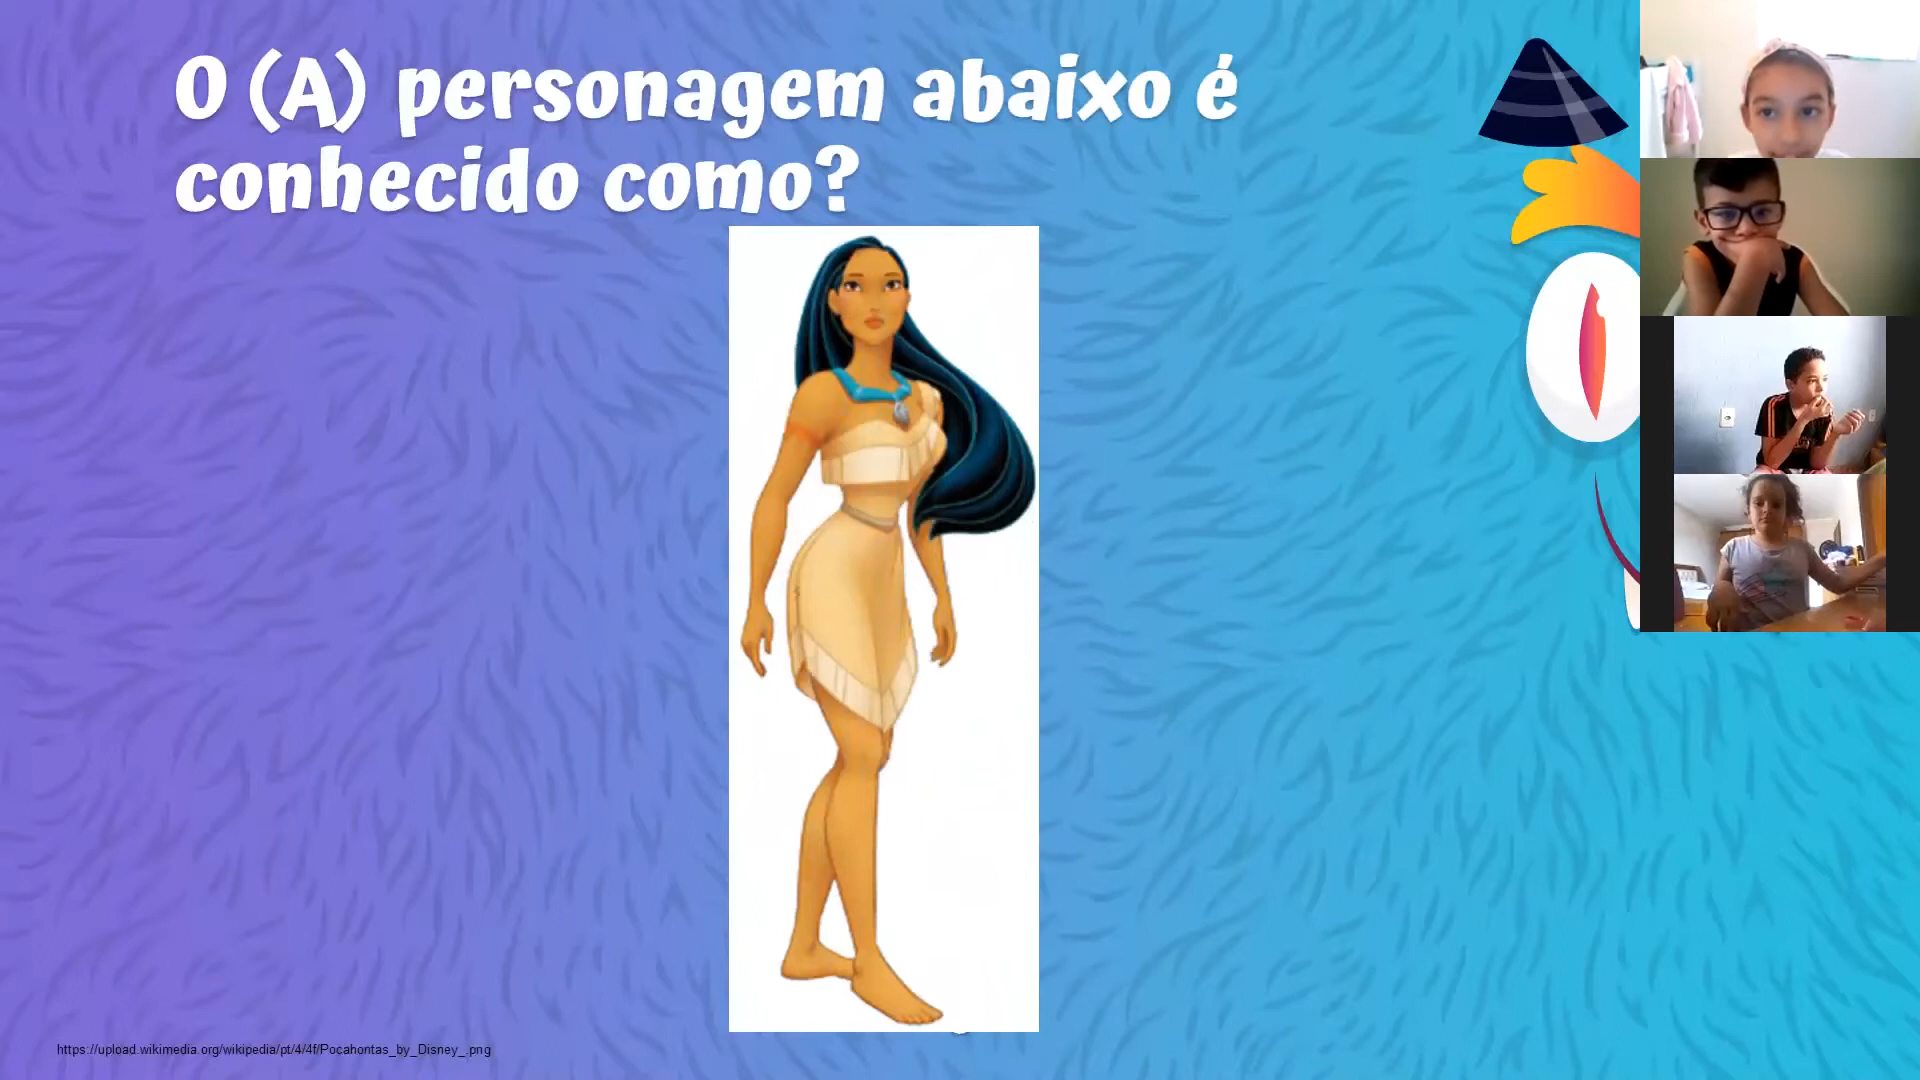 O (A) personagem abaixo é
conhecido como?
https://upload.wikimedia.org/wikipedia/pt/4/4f/Pocahontas_by_Disney_.png